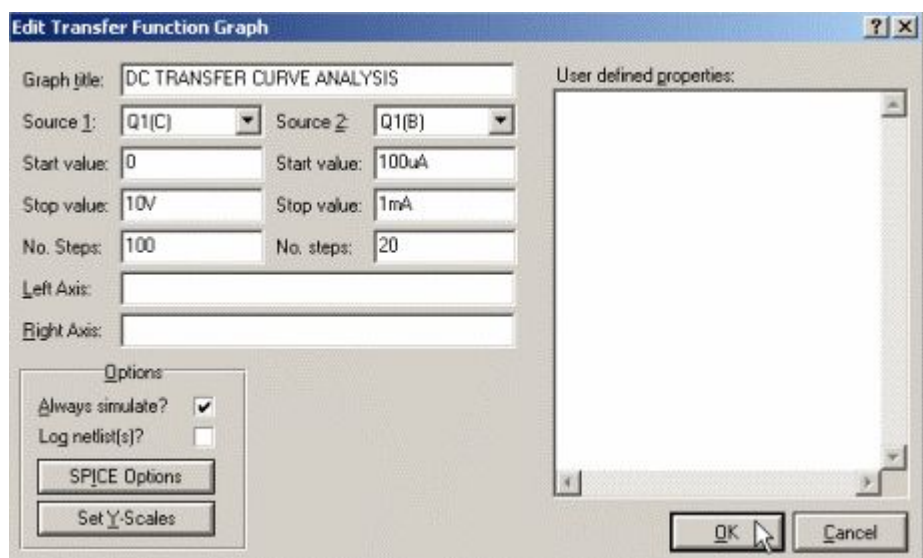 Edit Transfer Function Graph
Graph title: DC TRANSFER CURVE ANALYSIS
User defined properties:
Source 1: Q1(C) Source 2: Q1(B)
Start value: 0 Start value: 100uA
Stop value: 10V Stop value: 1mA
No. Steps: 100 No. steps: 20
Left Axis:
Right Axis:
Options
Always simulate?
Log netlist(s)?
SPICE Options
Set Y-Scales
OK Cancel